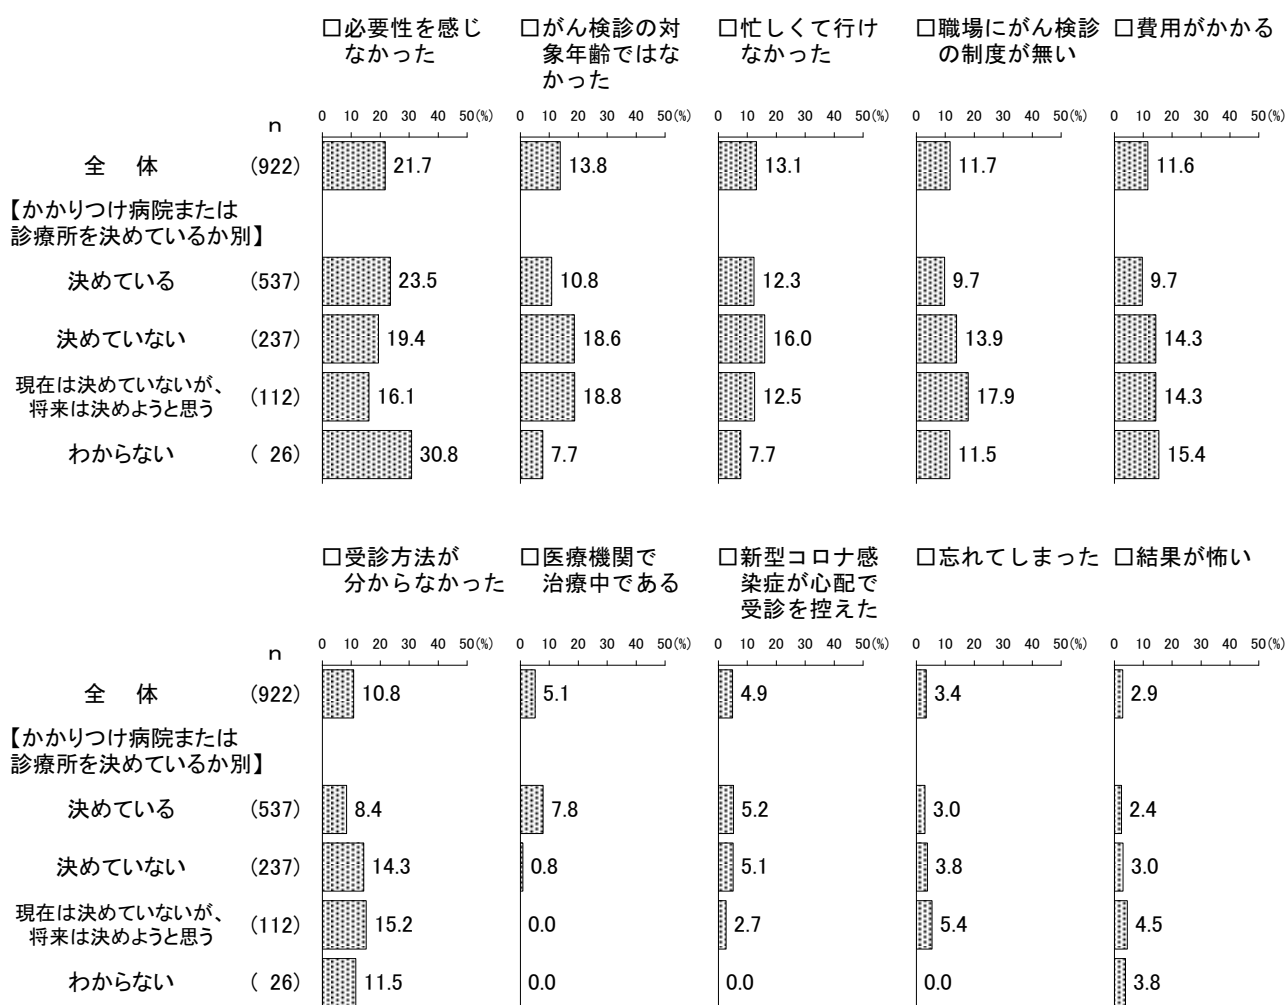 □必要性を感じ
なかった
□がん検診の対
象年齢ではな
かった
□忙しくて行け
なかった
□職場にがん検診
の制度が無い
□費用がかかる
n
0 10 20 30 40 50(%)
0 10 20 30 40 50(%)
0 10 20 30 40 50(%)
0 10 20 30 40 50(%)
0 10 20 30 40 50(%)
全 体 (922) 21.7 13.8 13.1 11.7 11.6
【かかりつけ病院または
診療所を決めているか別】
決めている (537) 23.5 10.8 12.3 9.7 9.7
決めていない (237) 19.4 18.6 16.0 13.9 14.3
現在は決めていないが、
将来は決めようと思う (112) 16.1 18.8 12.5 17.9 14.3
わからない ( 26) 30.8 7.7 7.7 11.5 15.4
□受診方法が
分からなかった
□医療機関で
治療中である
□新型コロナ感
染症が心配で
受診を控えた
□忘れてしまった
□結果が怖い
n
0 10 20 30 40 50(%)
0 10 20 30 40 50(%)
0 10 20 30 40 50(%)
0 10 20 30 40 50(%)
0 10 20 30 40 50(%)
全 体 (922) 10.8 5.1 4.9 3.4 2.9
【かかりつけ病院または
診療所を決めているか別】
決めている (537) 8.4 7.8 5.2 3.0 2.4
決めていない (237) 14.3 0.8 5.1 3.8 3.0
現在は決めていないが、
将来は決めようと思う (112) 15.2 0.0 2.7 5.4 4.5
わからない ( 26) 11.5 0.0 0.0 0.0 3.8